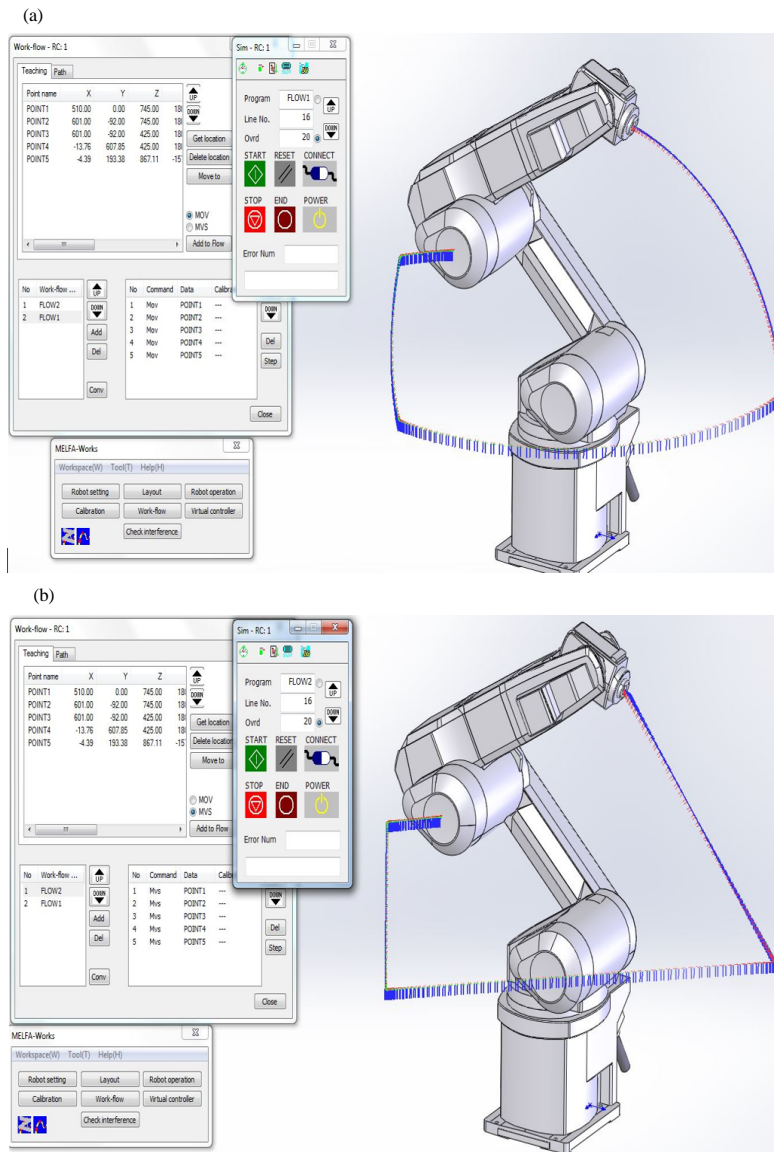 (a)
Work-flow - RC: 1
Teaching Path
Point name X Y Z
POINT1 510.00 0.00 745.00 18
POINT2 601.00 -92.00 745.00 18
POINT3 601.00 -92.00 425.00 18
POINT4 -13.76 607.85 425.00 18
POINT5 -4.39 193.38 867.11 -15
UP
DOWN
Get location
Delete location
Move to
MOV
MVS
Add to Flow
No Work-flow ...
1 FLOW2
2 FLOW1
UP
DOWN
Add
Del
Conv
No Command Data
1 Mov POINT1 ---
2 Mov POINT2 ---
3 Mov POINT3 ---
4 Mov POINT4 ---
5 Mov POINT5 ---
DOWN
Del
Step
Close
Sim - RC: 1
Program FLOW1
Line No. 16
Ovrd 20
UP
DOWN
START RESET CONNECT
STOP END POWER
Error Num
MELFA-Works
Workspace(W) Tool(T) Help(H)
Robot setting Layout Robot operation
Calibration Work-flow Virtual controller
Check interference
(b)
Work-flow - RC: 1
Teaching Path
Point name X Y Z
POINT1 510.00 0.00 745.00 18
POINT2 601.00 -92.00 745.00 18
POINT3 601.00 -92.00 425.00 18
POINT4 -13.76 607.85 425.00 18
POINT5 -4.39 193.38 867.11 -15
UP
DOWN
Get location
Delete location
Move to
MOV
MVS
Add to Flow
No Work-flow ...
1 FLOW2
2 FLOW1
UP
DOWN
Add
Del
Conv
No Command Data
1 Mvs POINT1 ---
2 Mvs POINT2 ---
3 Mvs POINT3 ---
4 Mvs POINT4 ---
5 Mvs POINT5 ---
DOWN
Del
Step
Close
Sim - RC: 1
Program FLOW2
Line No. 16
Ovrd 20
UP
DOWN
START RESET CONNECT
STOP END POWER
Error Num
MELFA-Works
Workspace(W) Tool(T) Help(H)
Robot setting Layout Robot operation
Calibration Work-flow Virtual controller
Check interference